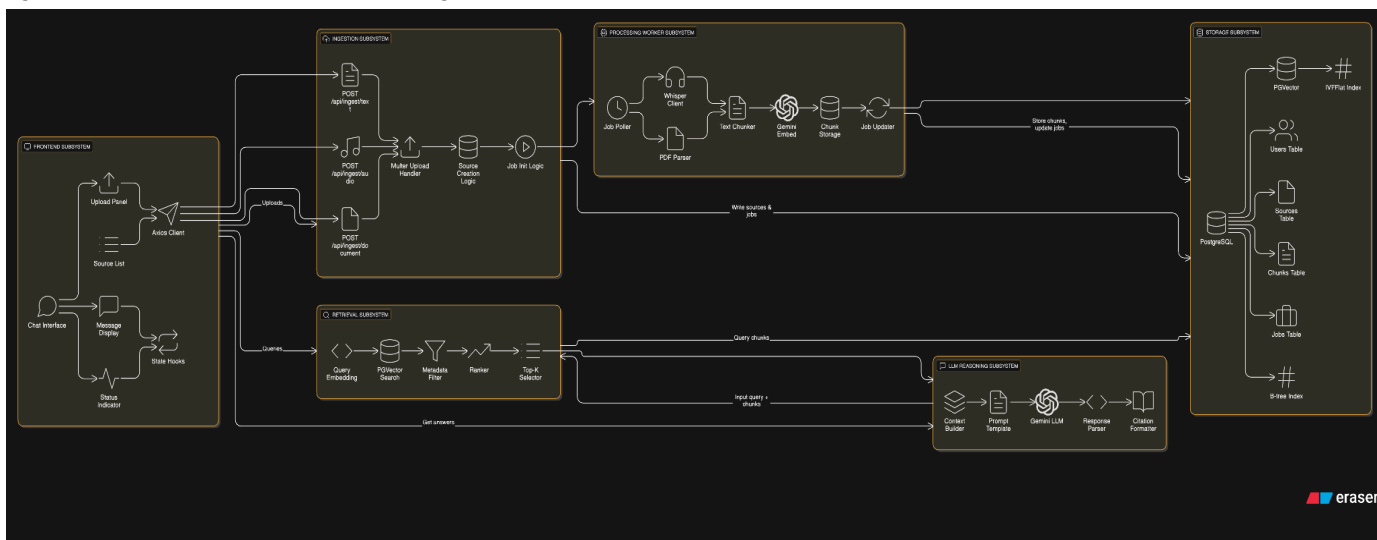 FRONTEND SUBSYSTEM
Upload Panel
Axios Client
Source List
Chat Interface
Message
Display
State Hooks
Status
Indicator
INGESTION SUBSYSTEM
POST
/api/ingest/tex
t
POST
/api/ingest/au
dio
POST
/api/ingest/do
cument
Multer Upload
Handler
Source
Creation
Logic
Job Init Logic
Uploads
PROCESSING WORKER SUBSYSTEM
Job Poller
Whisper
Client
PDF Parser
Text Chunker
Gemini
Embed
Chunk
Storage
Job Updater
Store chunks,
update jobs
Write sources &
jobs
RETRIEVAL SUBSYSTEM
Queries
Query
Embedding
PGVector
Search
Metadata
Filter
Ranker
Top-K
Selector
Query chunks
Input query +
chunks
Get answers
LLM REASONING SUBSYSTEM
Context
Builder
Prompt
Template
Gemini LLM
Response
Parser
Citation
Formatter
STORAGE SUBSYSTEM
PGVector
IVFFlat Index
Users Table
Sources
Table
PostgreSQL
Chunks Table
Jobs Table
B-tree Index
eraser